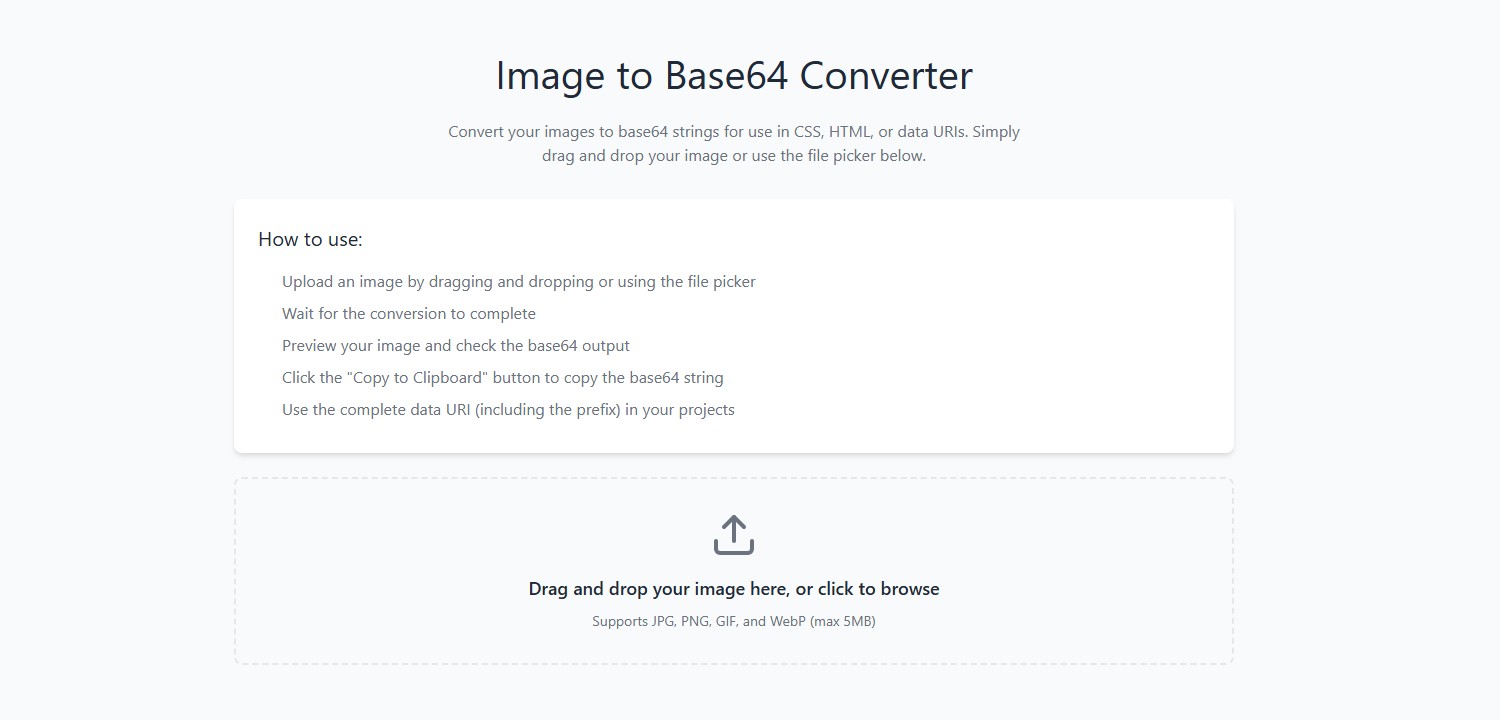 Image to Base64 Converter
Convert your images to base64 strings for use in CSS, HTML, or data URIs. Simply
drag and drop your image or use the file picker below.
How to use:
Upload an image by dragging and dropping or using the file picker
Wait for the conversion to complete
Preview your image and check the base64 output
Click the "Copy to Clipboard" button to copy the base64 string
Use the complete data URI (including the prefix) in your projects
Drag and drop your image here, or click to browse
Supports JPG, PNG, GIF, and WebP (max 5MB)